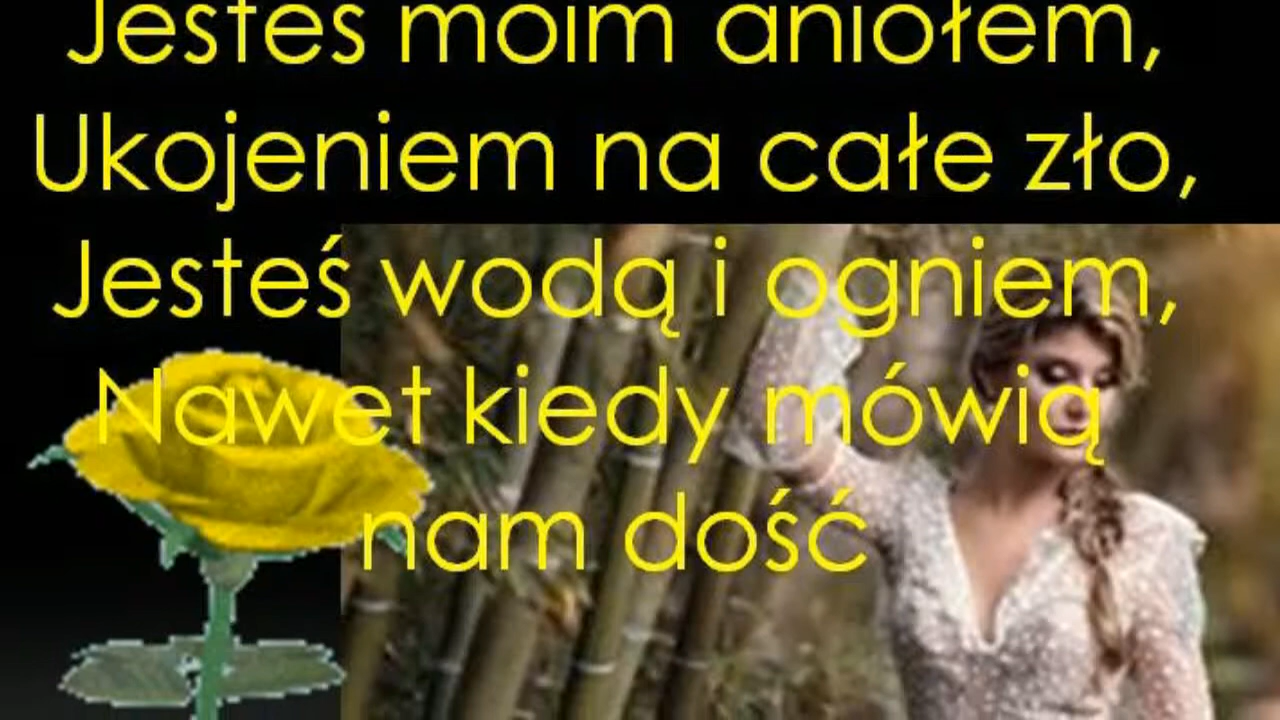 Jesteś moim aniołem,
Ukojeniem na całe zło,
Jesteś wodą i ogniem,
Nawet kiedy mówią
nam dość